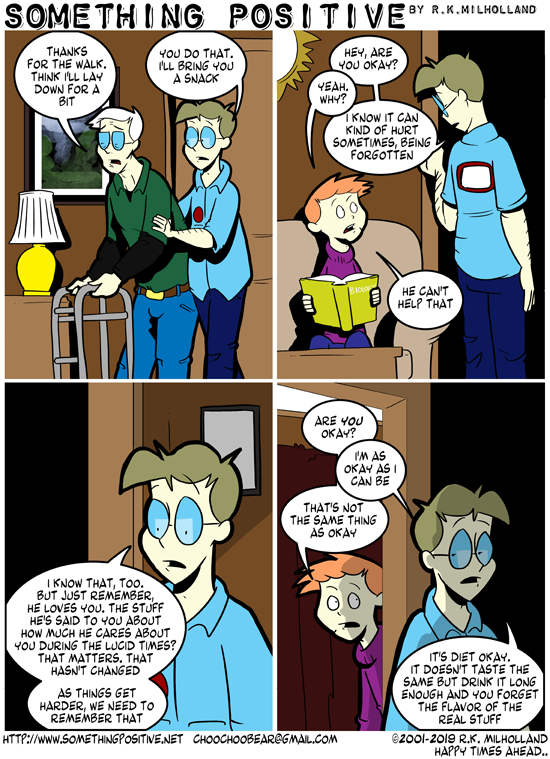 SOMETHING POSITIVE BY R.K.MILHOLLAND
THANKS
FOR THE WALK.
THINK I'LL LAY
DOWN FOR A
BIT
YOU DO THAT.
I'LL BRING YOU
A SNACK
HEY, ARE
YOU OKAY?
YEAH.
WHY?
I KNOW IT CAN
KIND OF HURT
SOMETIMES, BEING
FORGOTTEN
HE CAN'T
HELP THAT
BIOLOGY
I KNOW THAT, TOO.
BUT JUST REMEMBER,
HE LOVES YOU. THE STUFF
HE'S SAID TO YOU ABOUT
HOW MUCH HE CARES ABOUT
YOU DURING THE LUCID TIMES?
THAT MATTERS. THAT
HASN'T CHANGED
AS THINGS GET
HARDER, WE NEED TO
REMEMBER THAT
ARE YOU
OKAY?
I'M AS
OKAY AS I
CAN BE
THAT'S NOT
THE SAME THING
AS OKAY
IT'S DIET OKAY.
IT DOESN'T TASTE THE
SAME BUT DRINK IT LONG
ENOUGH AND YOU FORGET
THE FLAVOR OF THE
REAL STUFF
HTTP://WWW.SOMETHINGPOSITIVE.NET CHOOCHOOBEAR@GMAIL.COM ©2001-2019 R.K. MILHOLLAND
HAPPY TIMES AHEAD..